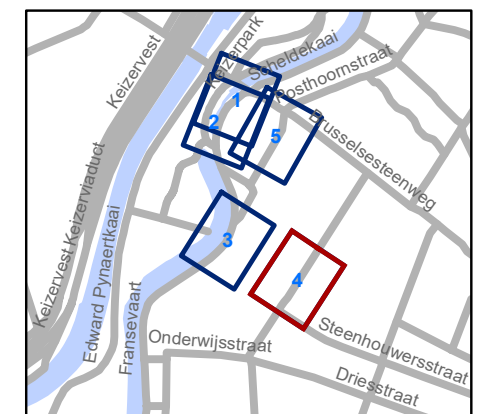 Keizervest
Keizerpark
Scheldekaai
Posthoornstraat
1
2
5
Brusselsesteenweg
Keizervest Keizerviaduct
Edward Pynaertkaai
3
4
Fransevaart
Onderwijsstraat
Steenhouwersstraat
Driesstraat